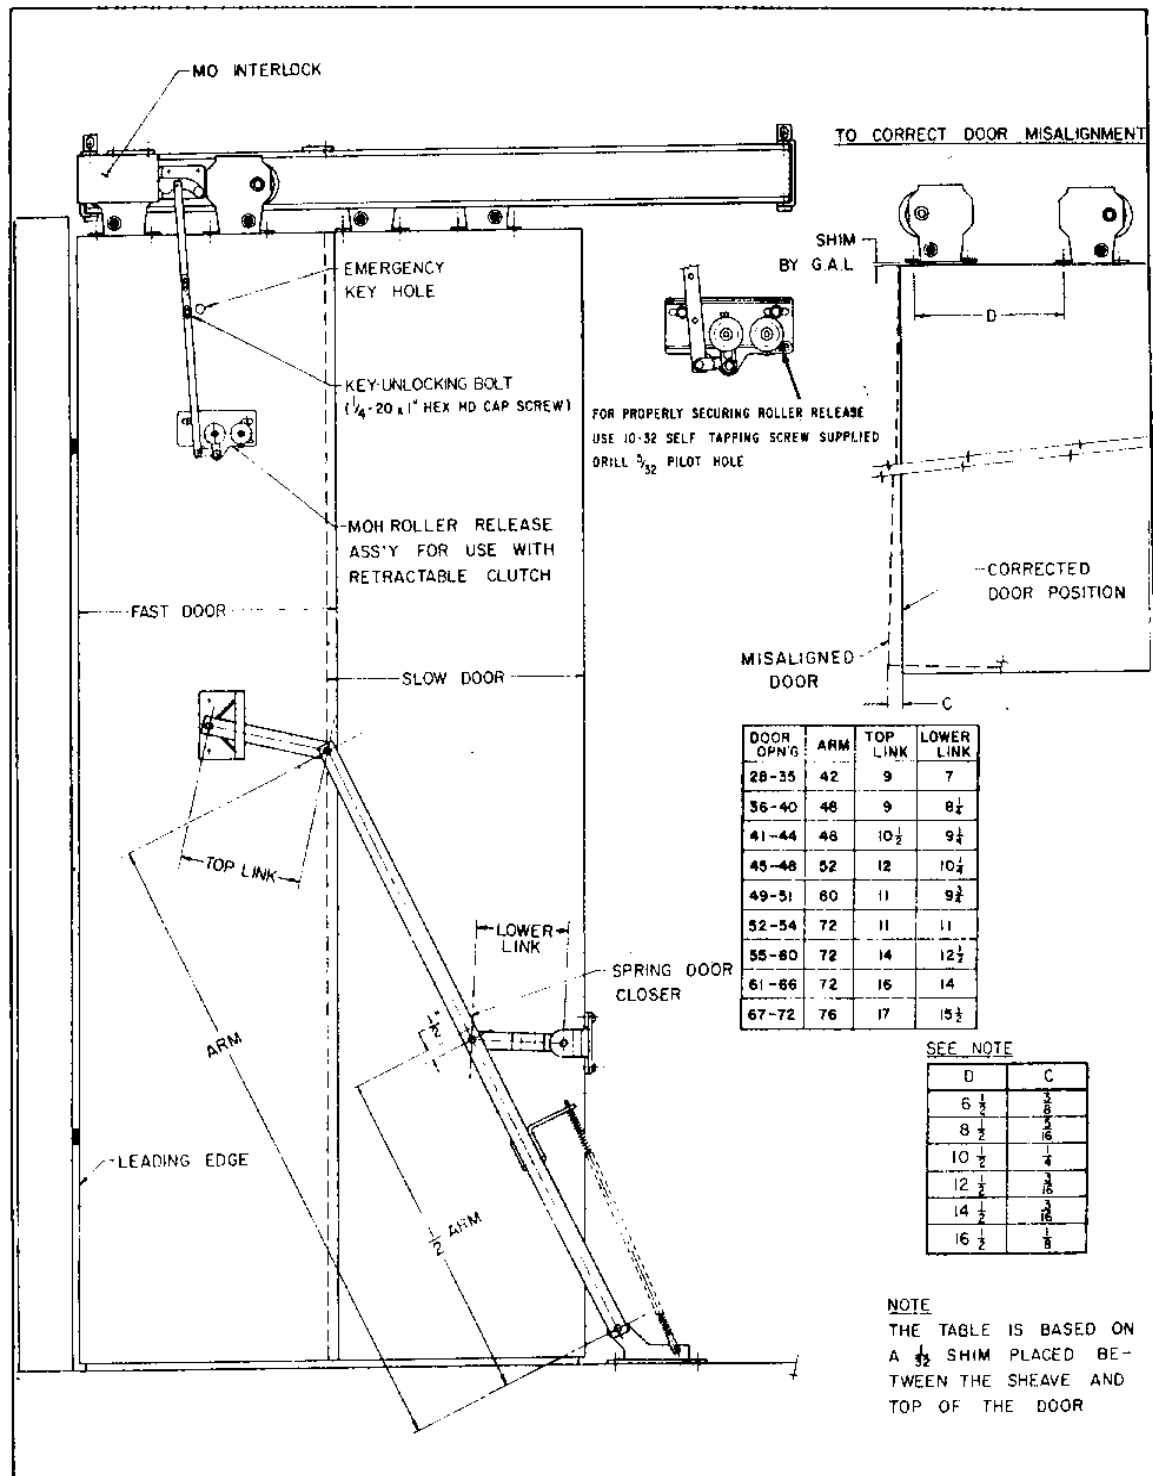 MO INTERLOCK
TO CORRECT DOOR MISALIGNMENT
SHIM
BY G.A.L
D
EMERGENCY
KEY HOLE
KEY-UNLOCKING BOLT
(1/4-20 x 1" HEX HD CAP SCREW)
FOR PROPERLY SECURING ROLLER RELEASE
USE 10-32 SELF TAPPING SCREW SUPPLIED
DRILL 5/32 PILOT HOLE
MOH ROLLER RELEASE
ASS'Y FOR USE WITH
RETRACTABLE CLUTCH
CORRECTED
DOOR POSITION
FAST DOOR
MISALIGNED
DOOR
SLOW DOOR
C
DOOR OPN'G ARM TOP LINK LOWER LINK
28-35 42 9 7
36-40 48 9 8 1/4
41-44 48 10 1/2 9 1/4
45-48 52 12 10 1/4
49-51 60 11 9 3/4
52-54 72 11 11
55-60 72 14 12 1/2
61-66 72 16 14
67-72 76 17 15 1/2
TOP LINK
LOWER
LINK
SPRING DOOR
CLOSER
1/2"
ARM
1/2 ARM
LEADING EDGE
SEE NOTE
D C
6 1/2 3/8
8 1/2 5/16
10 1/2 1/4
12 1/2 3/16
14 1/2 3/16
16 1/2 1/8
NOTE
THE TABLE IS BASED ON
A 1/32 SHIM PLACED BE-
TWEEN THE SHEAVE AND
TOP OF THE DOOR